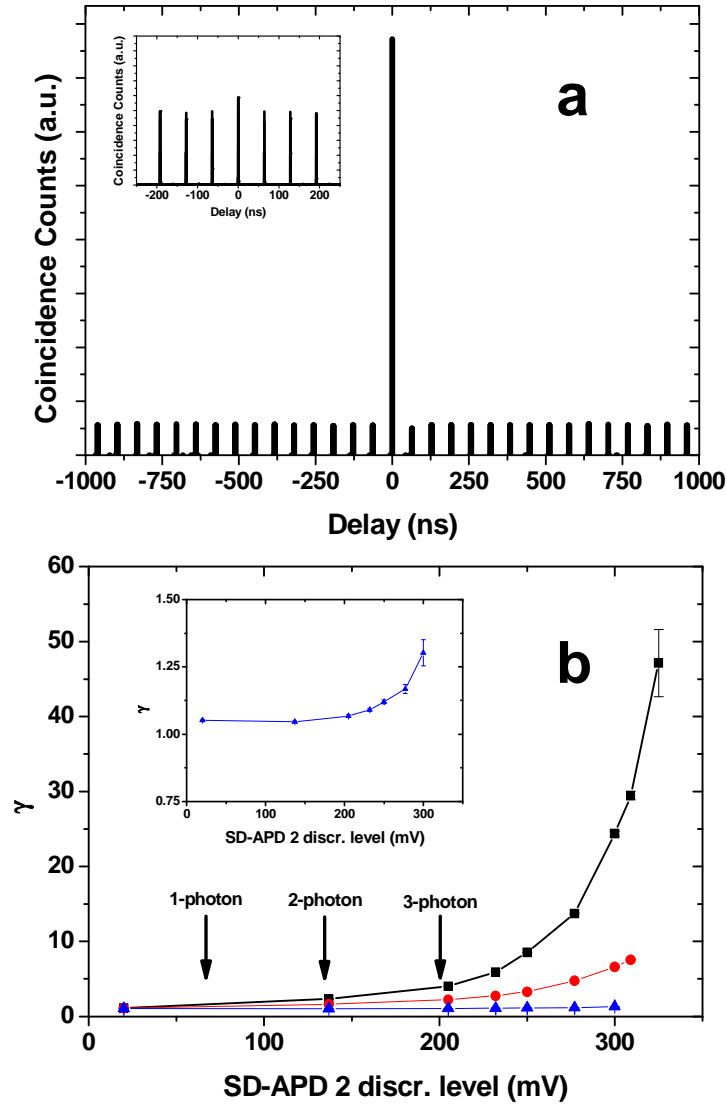 a
Coincidence Counts (a.u.)
Coincidence Counts (a.u.)
-200 -100 0 100 200
Delay (ns)
-1000 -750 -500 -250 0 250 500 750 1000
Delay (ns)
b
60
50
40
30
20
10
0
γ
1.50
1.25
1.00
0.75
γ
0 100 200 300
SD-APD 2 discr. level (mV)
1-photon 2-photon 3-photon
0 100 200 300
SD-APD 2 discr. level (mV)